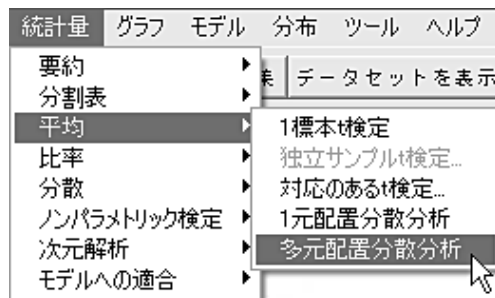 統計量 グラフ モデル 分布 ツール ヘルプ
データセットを表示
要約
分割表
平均
比率
分散
ノンパラメトリック検定
次元解析
モデルへの適合
1標本t検定
独立サンプルt検定...
対応のあるt検定...
1元配置分散分析
多元配置分散分析